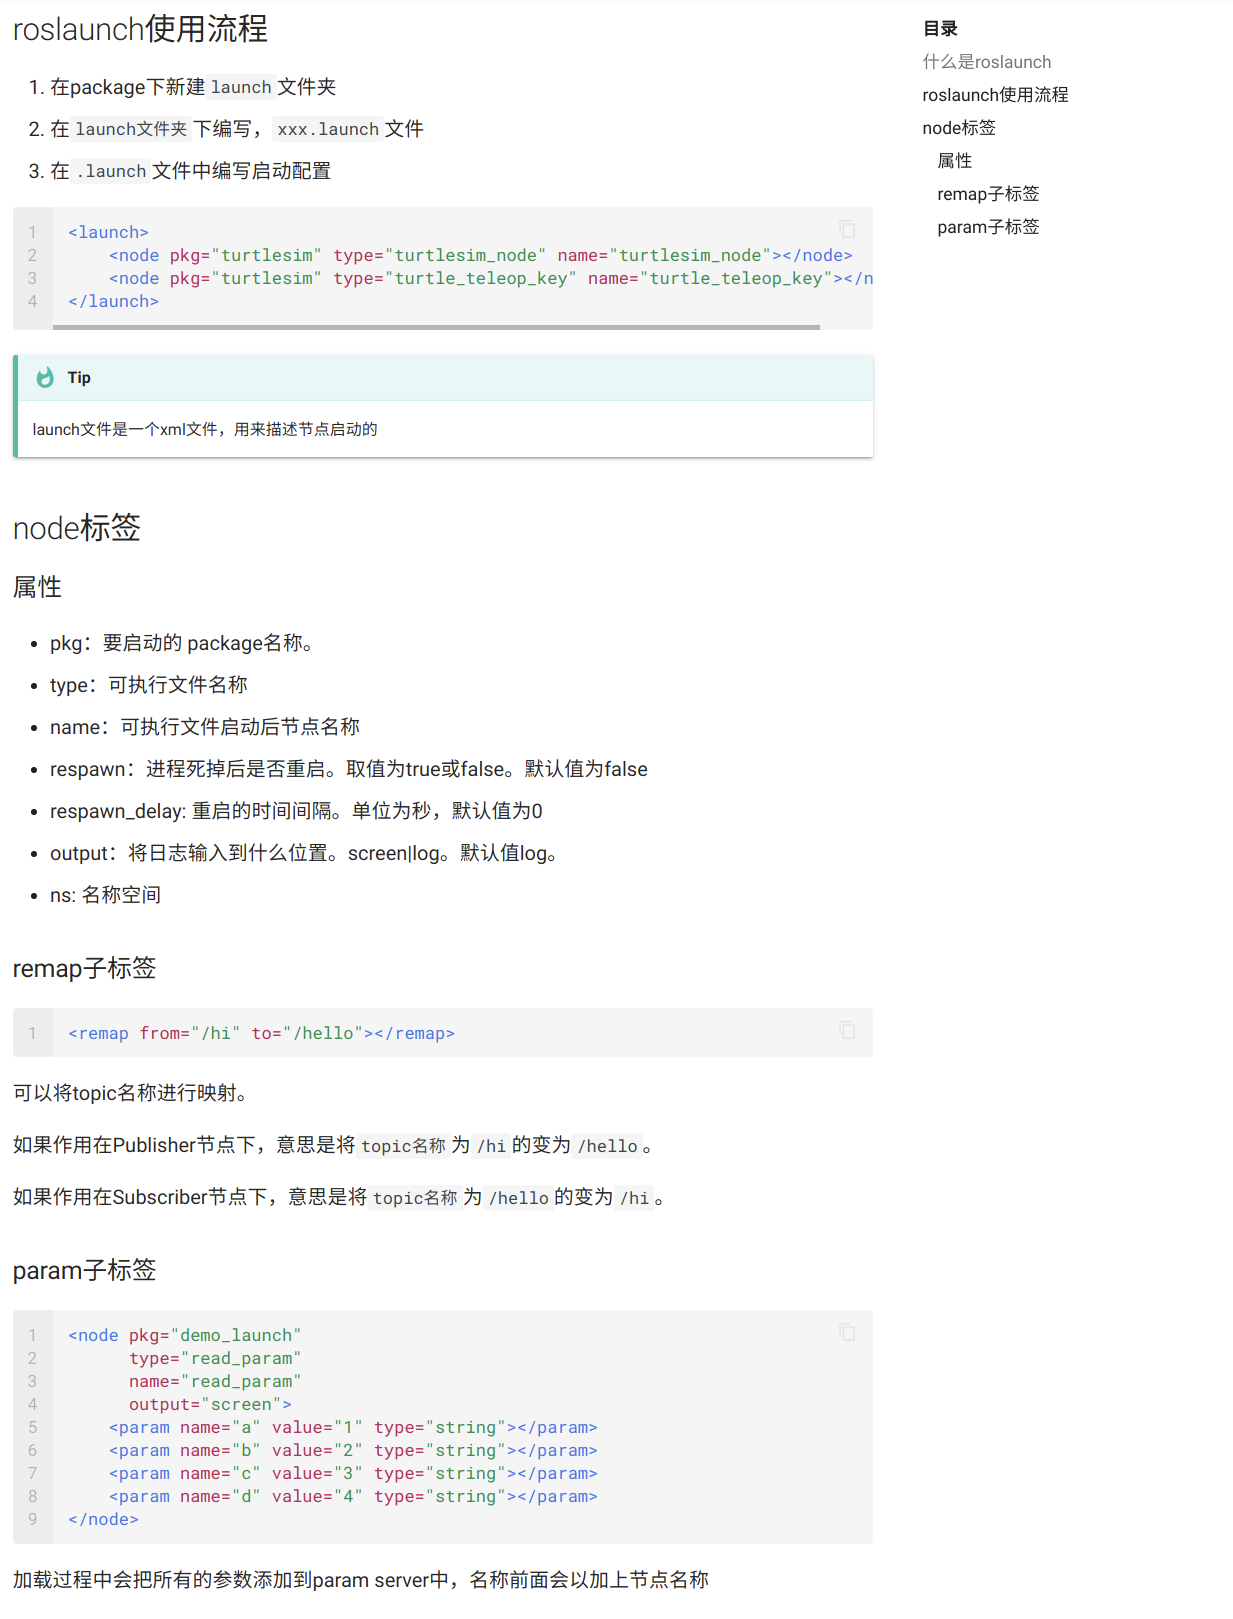 roslaunch使用流程
1. 在package下新建 launch 文件夹
2. 在 launch文件夹 下编写，xxx.launch 文件
3. 在 .launch 文件中编写启动配置
1 <launch>
2     <node pkg="turtlesim" type="turtlesim_node" name="turtlesim_node"></node>
3     <node pkg="turtlesim" type="turtle_teleop_key" name="turtle_teleop_key"></n
4 </launch>
Tip
launch文件是一个xml文件，用来描述节点启动的
node标签
属性
• pkg：要启动的 package名称。
• type：可执行文件名称
• name：可执行文件启动后节点名称
• respawn：进程死掉后是否重启。取值为true或false。默认值为false
• respawn_delay: 重启的时间间隔。单位为秒，默认值为0
• output：将日志输入到什么位置。screen|log。默认值log。
• ns: 名称空间
remap子标签
1 <remap from="/hi" to="/hello"></remap>
可以将topic名称进行映射。
如果作用在Publisher节点下，意思是将 topic名称 为 /hi 的变为 /hello 。
如果作用在Subscriber节点下，意思是将 topic名称 为 /hello 的变为 /hi 。
param子标签
1 <node pkg="demo_launch"
2       type="read_param"
3       name="read_param"
4       output="screen">
5     <param name="a" value="1" type="string"></param>
6     <param name="b" value="2" type="string"></param>
7     <param name="c" value="3" type="string"></param>
8     <param name="d" value="4" type="string"></param>
9 </node>
加载过程中会把所有的参数添加到param server中，名称前面会以加上节点名称
目录
什么是roslaunch
roslaunch使用流程
node标签
属性
remap子标签
param子标签